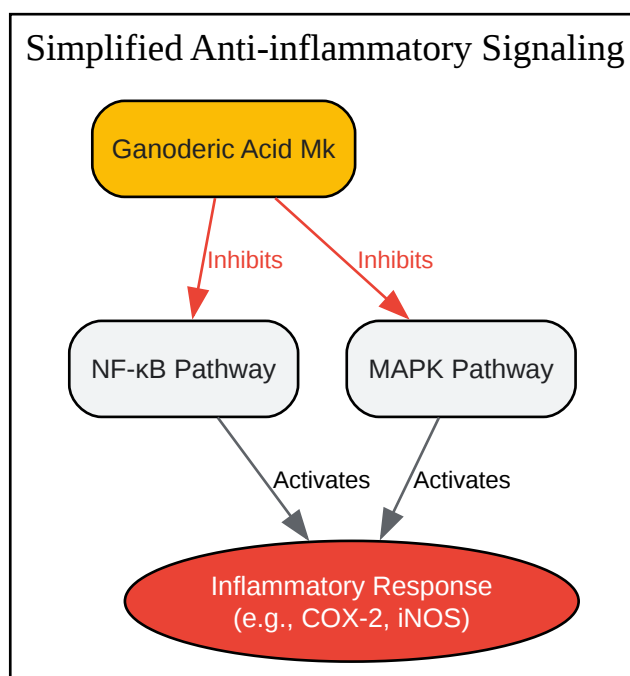 Simplified Anti-inflammatory Signaling
Ganoderic Acid Mk
Inhibits
Inhibits
NF-κB Pathway
MAPK Pathway
Activates
Activates
Inflammatory Response
(e.g., COX-2, iNOS)